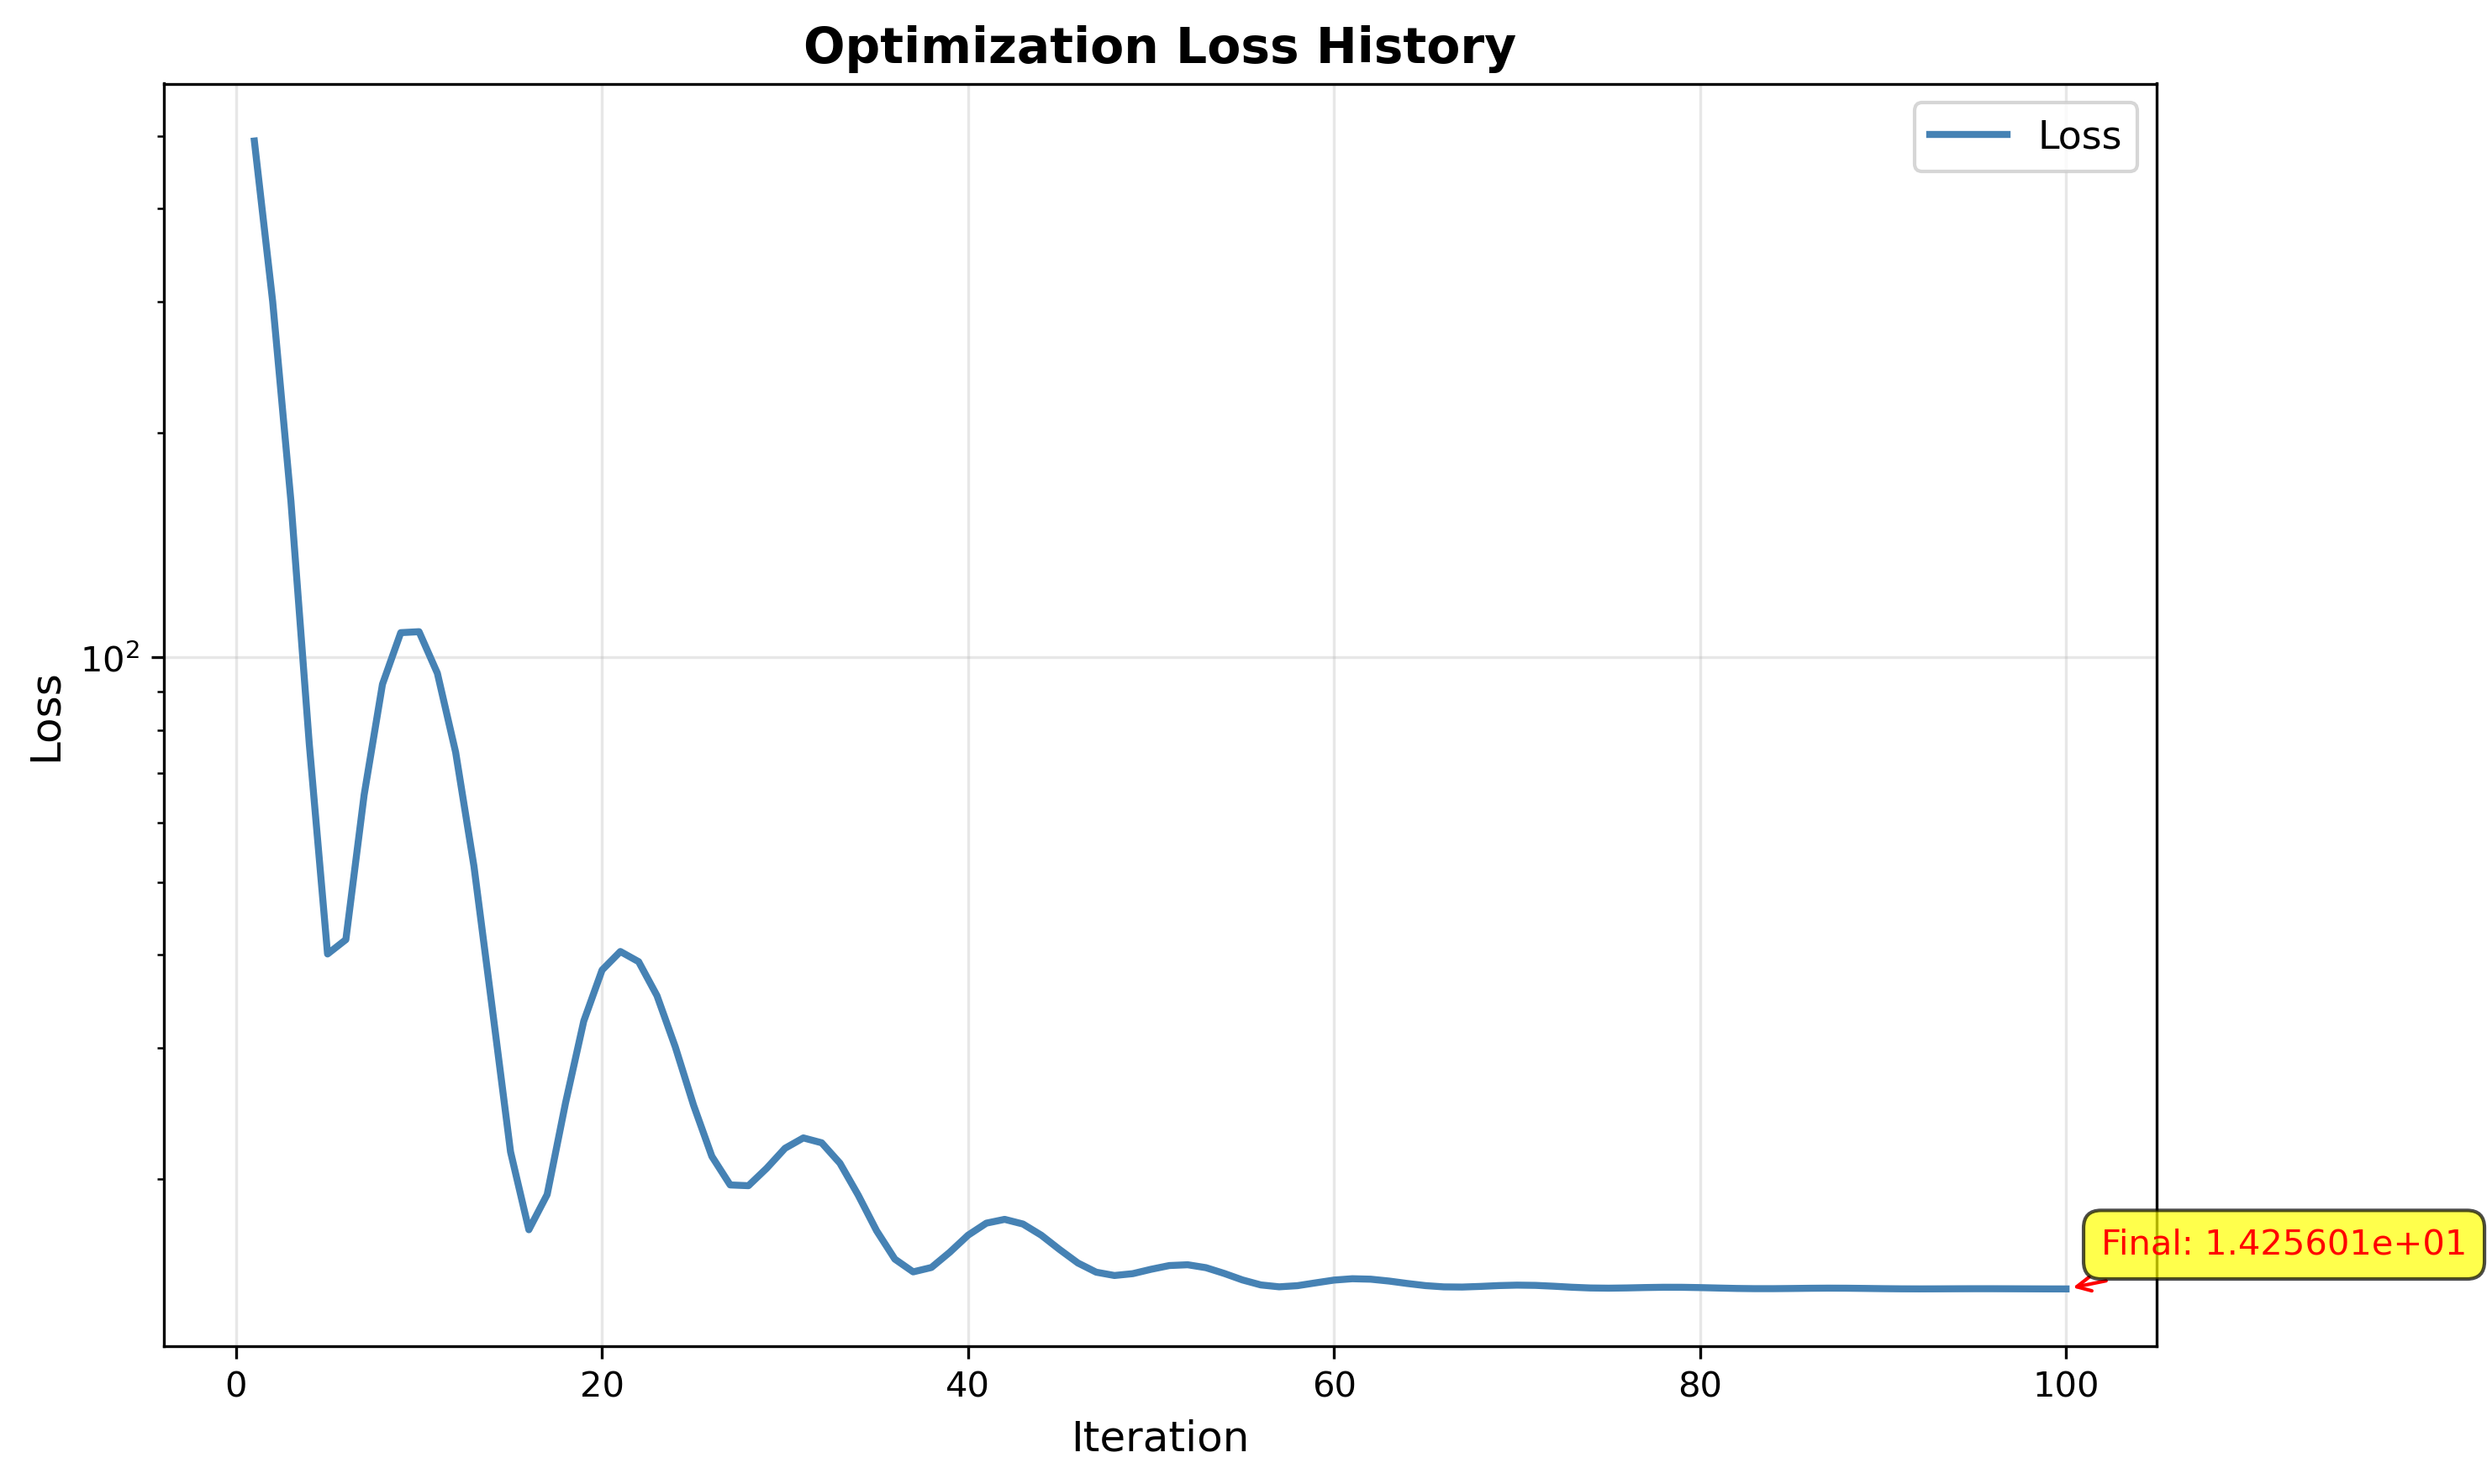 Optimization Loss History
Loss
Loss
10²
Final: 1.425601e+01
0 20 40 60 80 100
Iteration